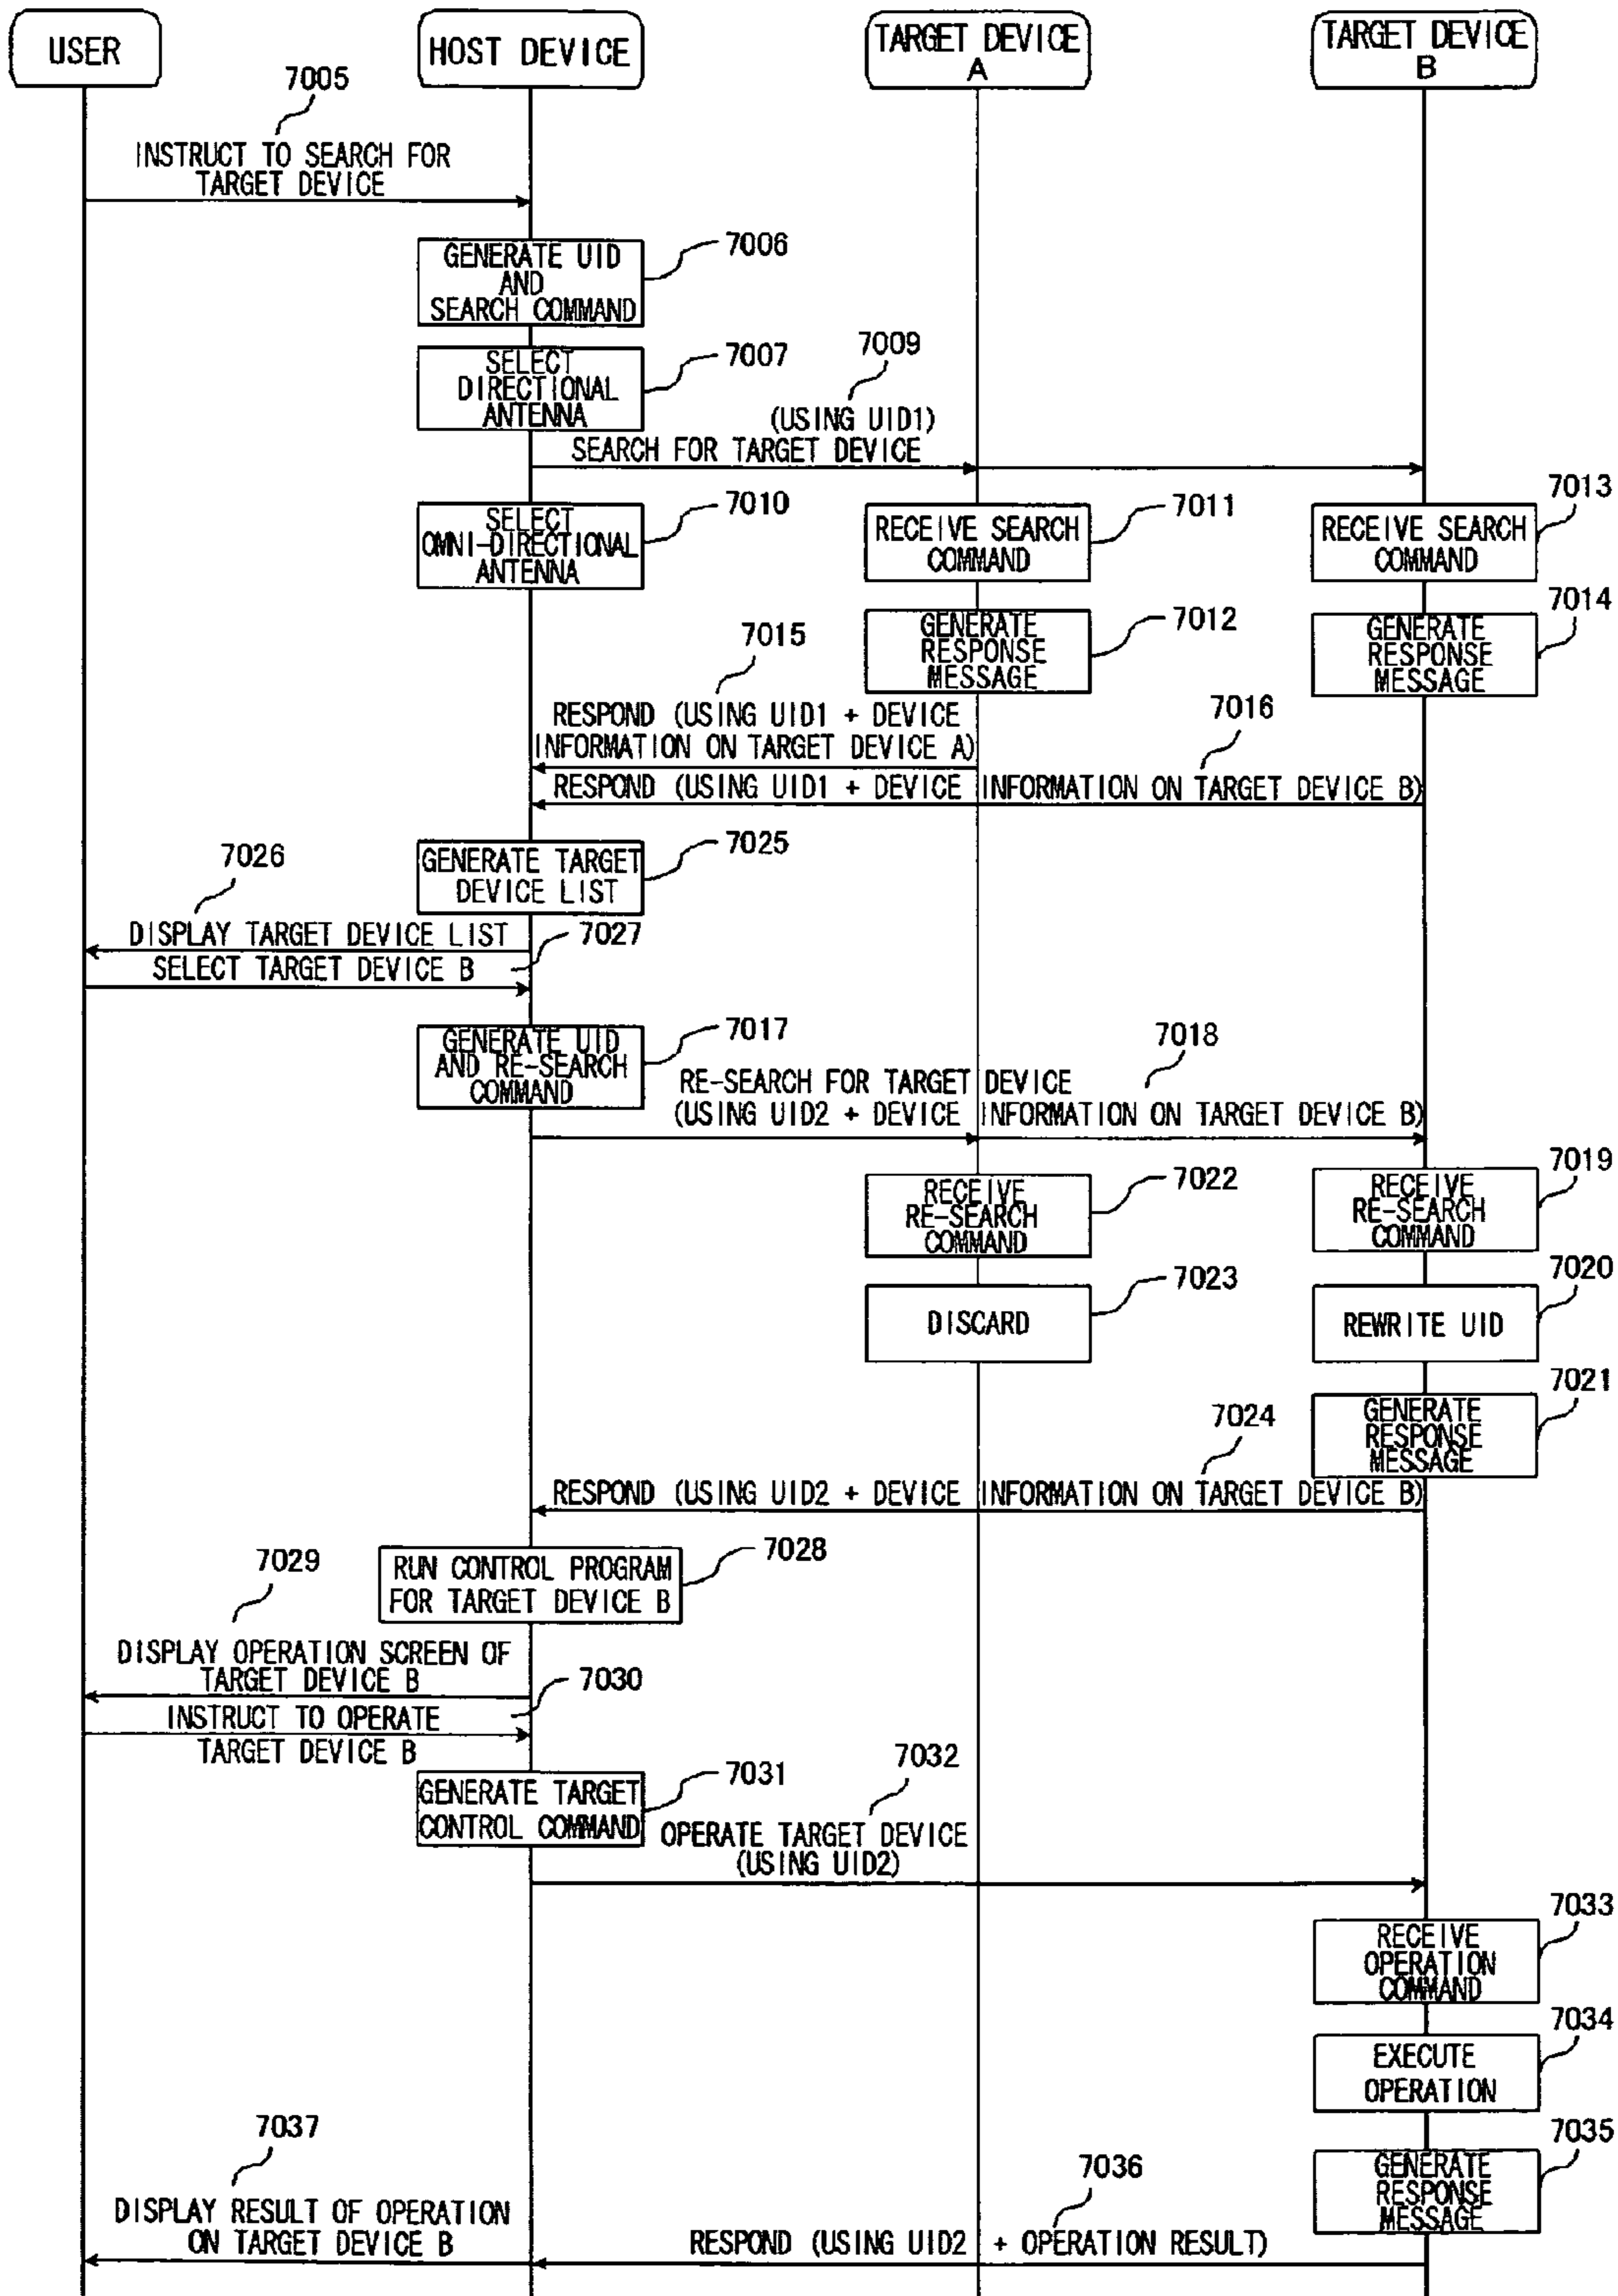 USER
HOST DEVICE
TARGET DEVICE
A
TARGET DEVICE
B
7005
INSTRUCT TO SEARCH FOR
TARGET DEVICE
GENERATE UID
AND
SEARCH COMMAND
7006
SELECT
DIRECTIONAL
ANTENNA
7007
7009
(USING UID1)
SEARCH FOR TARGET DEVICE
SELECT
OMNI-DIRECTIONAL
ANTENNA
7010
RECEIVE SEARCH
COMMAND
7011
RECEIVE SEARCH
COMMAND
7013
GENERATE
RESPONSE
MESSAGE
7012
GENERATE
RESPONSE
MESSAGE
7014
7015
RESPOND (USING UID1 + DEVICE
INFORMATION ON TARGET DEVICE A)
7016
RESPOND (USING UID1 + DEVICE INFORMATION ON TARGET DEVICE B)
GENERATE TARGET
DEVICE LIST
7025
7026
DISPLAY TARGET DEVICE LIST
7027
SELECT TARGET DEVICE B
GENERATE UID
AND RE-SEARCH
COMMAND
7017
7018
RE-SEARCH FOR TARGET DEVICE
(USING UID2 + DEVICE INFORMATION ON TARGET DEVICE B)
RECEIVE
RE-SEARCH
COMMAND
7022
RECEIVE
RE-SEARCH
COMMAND
7019
DISCARD
7023
REWRITE UID
7020
GENERATE
RESPONSE
MESSAGE
7021
7024
RESPOND (USING UID2 + DEVICE INFORMATION ON TARGET DEVICE B)
RUN CONTROL PROGRAM
FOR TARGET DEVICE B
7028
7029
DISPLAY OPERATION SCREEN OF
TARGET DEVICE B
7030
INSTRUCT TO OPERATE
TARGET DEVICE B
GENERATE TARGET
CONTROL COMMAND
7031
7032
OPERATE TARGET DEVICE
(USING UID2)
RECEIVE
OPERATION
COMMAND
7033
EXECUTE
OPERATION
7034
GENERATE
RESPONSE
MESSAGE
7035
7036
RESPOND (USING UID2 + OPERATION RESULT)
7037
DISPLAY RESULT OF OPERATION
ON TARGET DEVICE B